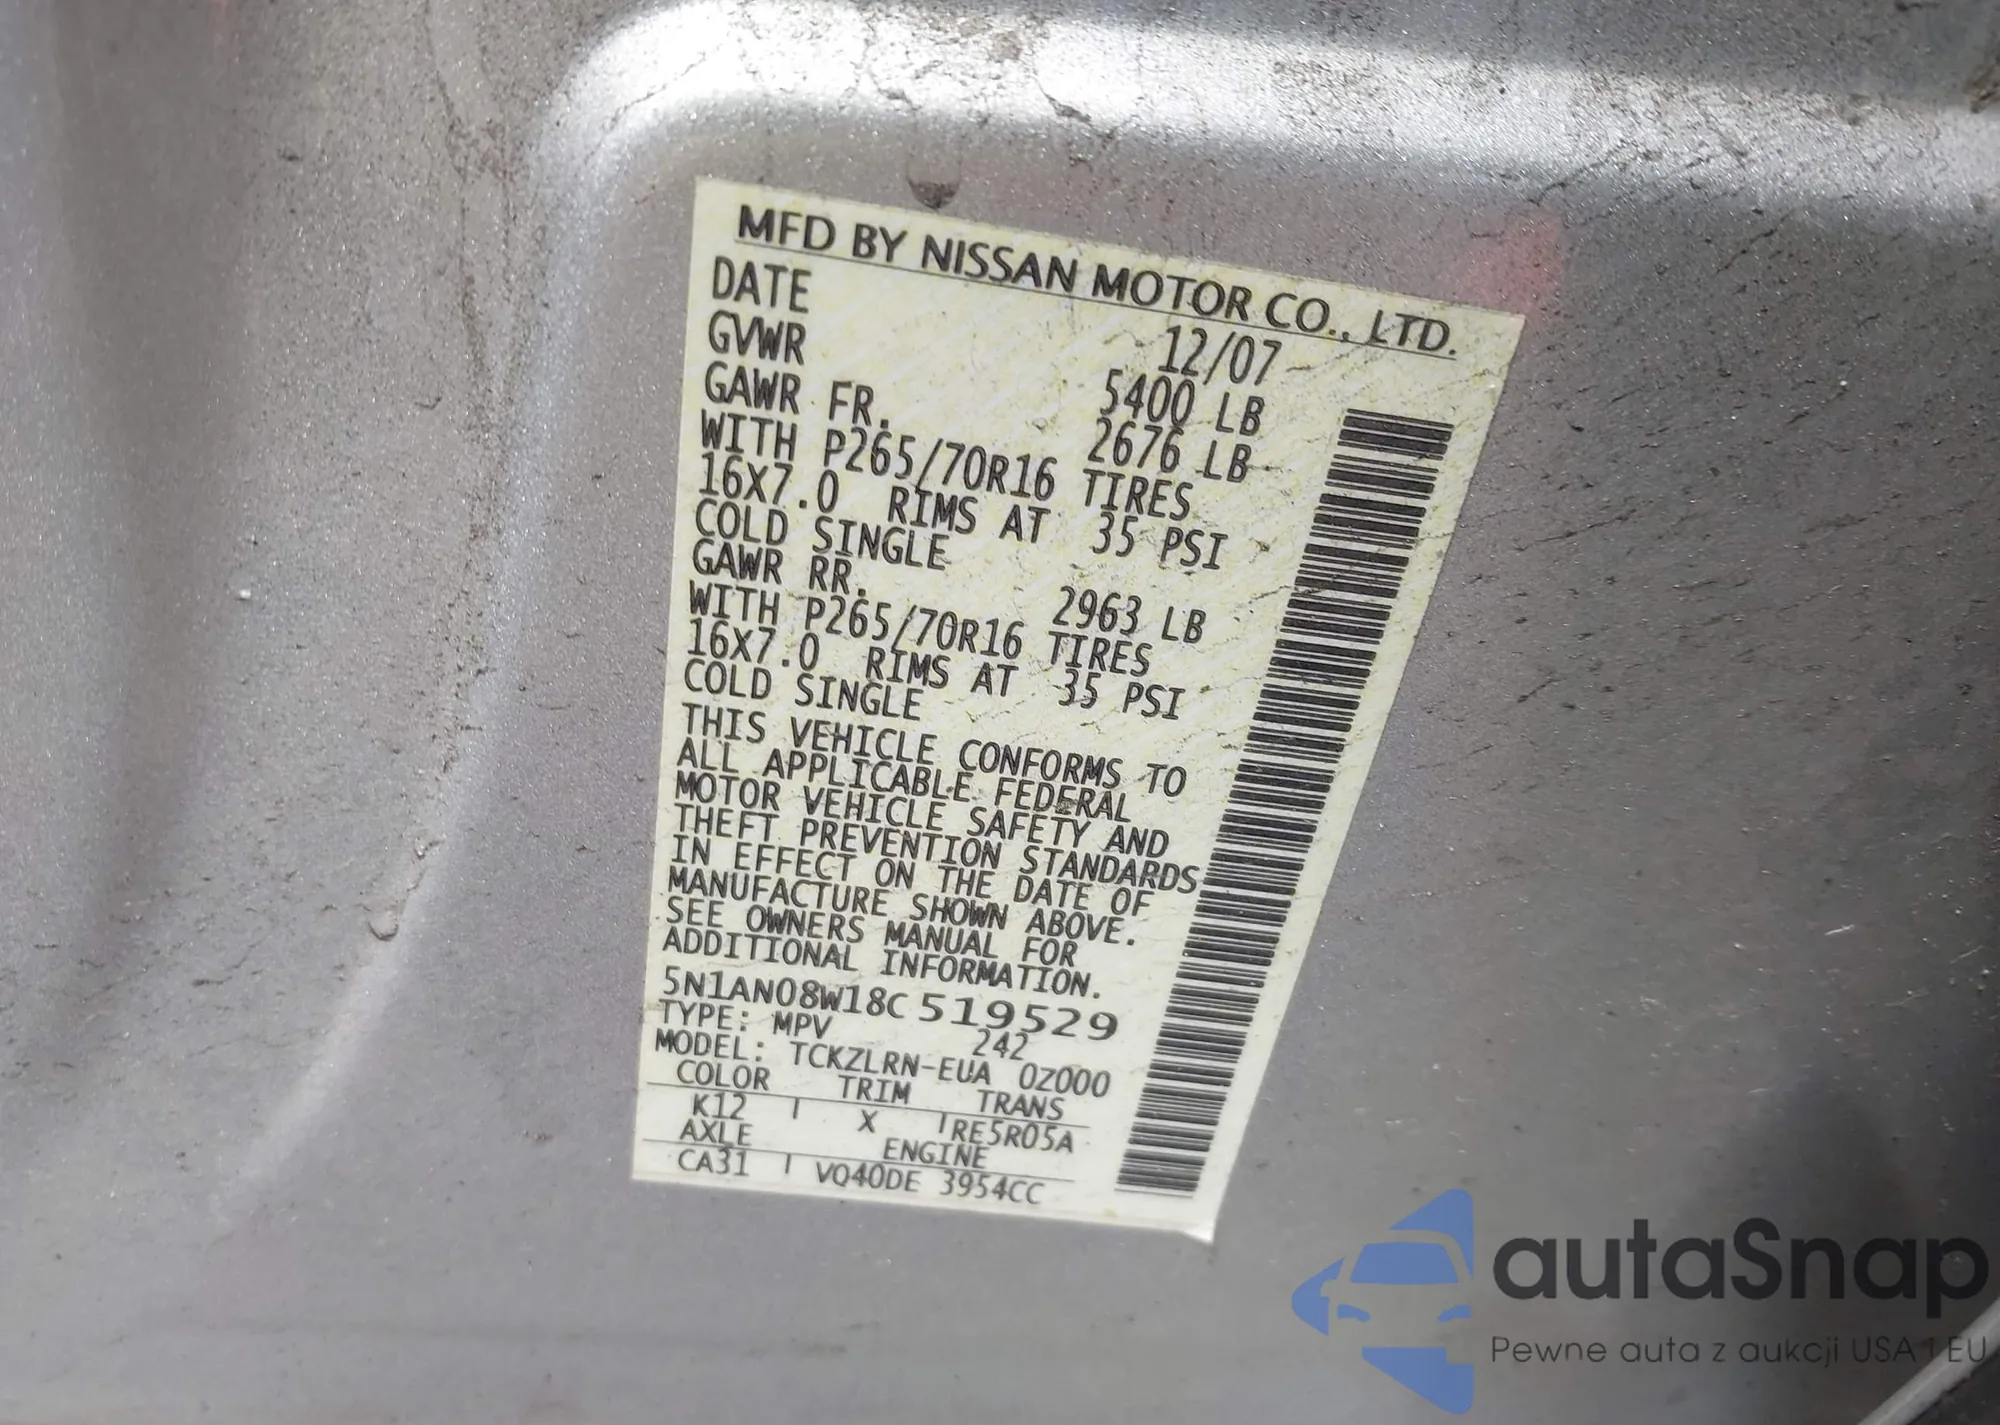 MFD BY NISSAN MOTOR CO., LTD.
DATE 12/07
GVWR 5400 LB
GAWR FR. 2676 LB
WITH P265/70R16 TIRES
16X7.0 RIMS AT 35 PSI
COLD SINGLE
GAWR RR. 2963 LB
WITH P265/70R16 TIRES
16X7.0 RIMS AT 35 PSI
COLD SINGLE
THIS VEHICLE CONFORMS TO
ALL APPLICABLE FEDERAL
MOTOR VEHICLE SAFETY AND
THEFT PREVENTION STANDARDS
IN EFFECT ON THE DATE OF
MANUFACTURE SHOWN ABOVE.
SEE OWNERS MANUAL FOR
ADDITIONAL INFORMATION.
5N1AN08W18C519529
TYPE: MPV 242
MODEL: TCKZLRN-EUA 0Z000
COLOR TRIM TRANS
K12 X RE5R05A
AXLE ENGINE
CA31 VQ40DE 3954CC
autaSnap
Pewne auta z aukcji USA i EU